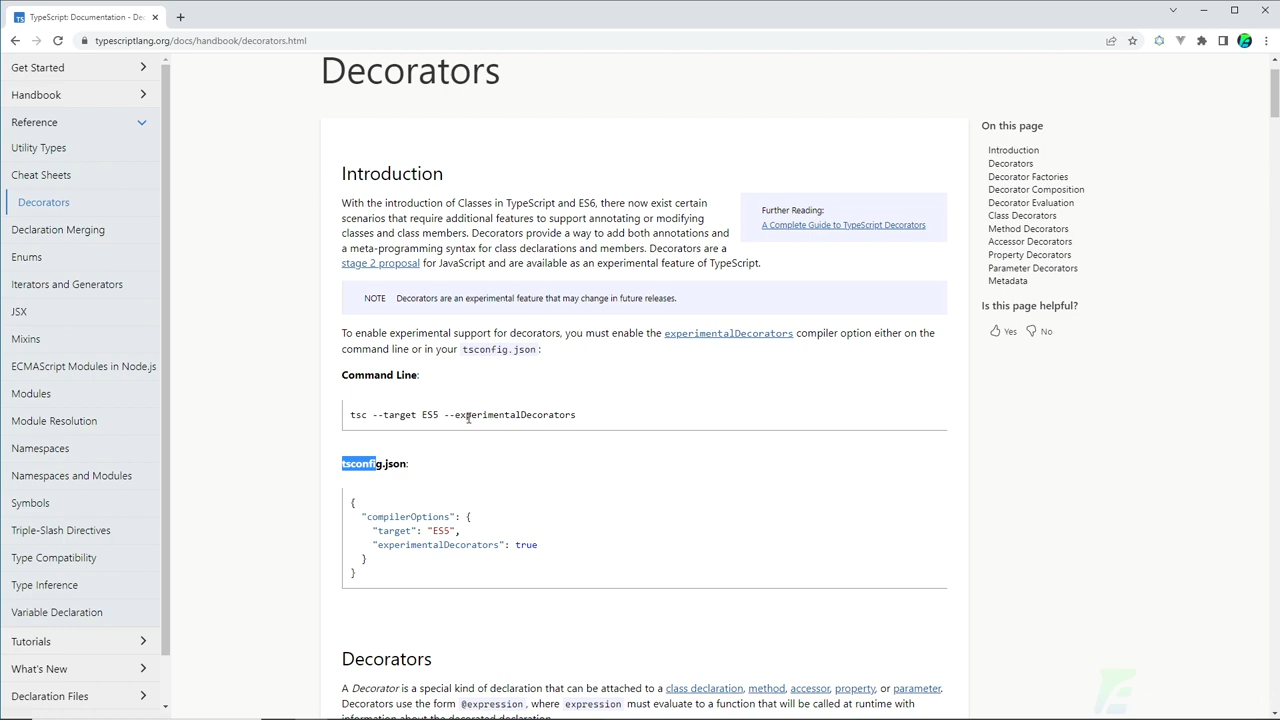 TypeScript: Documentation - De
typescriptlang.org/docs/handbook/decorators.html
Get Started
Handbook
Reference
Utility Types
Cheat Sheets
Decorators
Declaration Merging
Enums
Iterators and Generators
JSX
Mixins
ECMAScript Modules in Node.js
Modules
Module Resolution
Namespaces
Namespaces and Modules
Symbols
Triple-Slash Directives
Type Compatibility
Type Inference
Variable Declaration
Tutorials
What's New
Declaration Files
Decorators
Introduction
With the introduction of Classes in TypeScript and ES6, there now exist certain
scenarios that require additional features to support annotating or modifying
classes and class members. Decorators provide a way to add both annotations and
a meta-programming syntax for class declarations and members. Decorators are a
stage 2 proposal for JavaScript and are available as an experimental feature of TypeScript.
Further Reading:
A Complete Guide to TypeScript Decorators
NOTE Decorators are an experimental feature that may change in future releases.
To enable experimental support for decorators, you must enable the experimentalDecorators compiler option either on the
command line or in your tsconfig.json:
Command Line:
tsc --target ES5 --experimentalDecorators
tsconfig.json:
{
"compilerOptions": {
"target": "ES5",
"experimentalDecorators": true
}
}
Decorators
A Decorator is a special kind of declaration that can be attached to a class declaration, method, accessor, property, or parameter.
Decorators use the form @expression, where expression must evaluate to a function that will be called at runtime with
information about the decorated declaration.
On this page
Introduction
Decorators
Decorator Factories
Decorator Composition
Decorator Evaluation
Class Decorators
Method Decorators
Accessor Decorators
Property Decorators
Parameter Decorators
Metadata
Is this page helpful?
Yes No